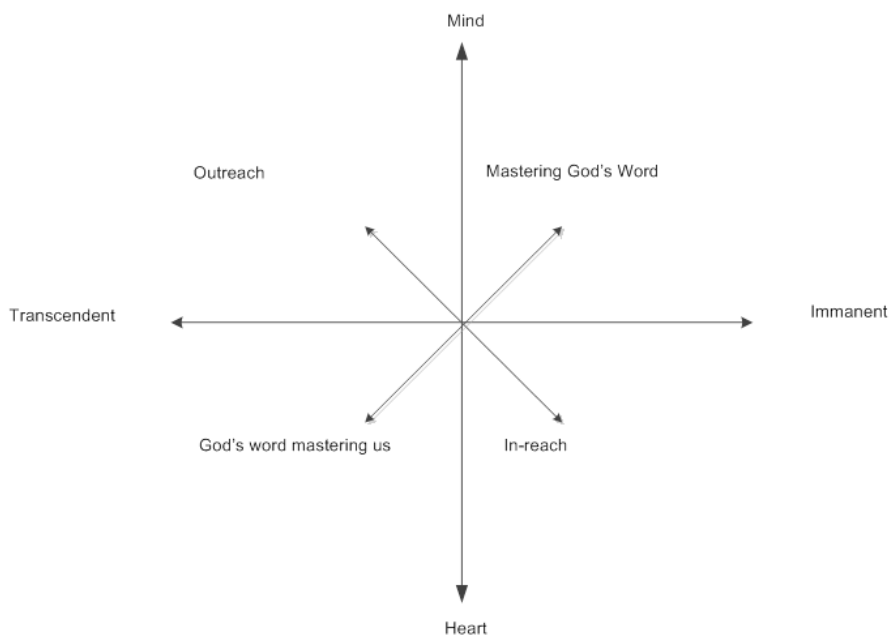 Mind
Outreach
Mastering God's Word
Transcendent
Immanent
God's word mastering us
In-reach
Heart